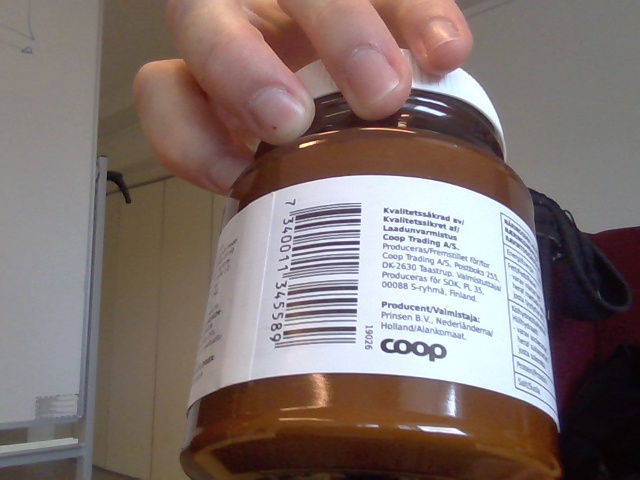 7 340011 345589
Kvalitetssäkrad av/
Kvalitetssikret af/
Laadunvarmistus
Coop Trading A/S.
Produceras/Fremstillet för/for
Coop Trading A/S, Postboks 255,
DK-2630 Taastrup. Valmistuttaja/
Produceras för SOK, PL 35,
00088 S-ryhmä, Finland.
Producent/Valmistaja:
Prinsen B.V., Nederländerna/
Holland/Alankomaat.
19026
coop